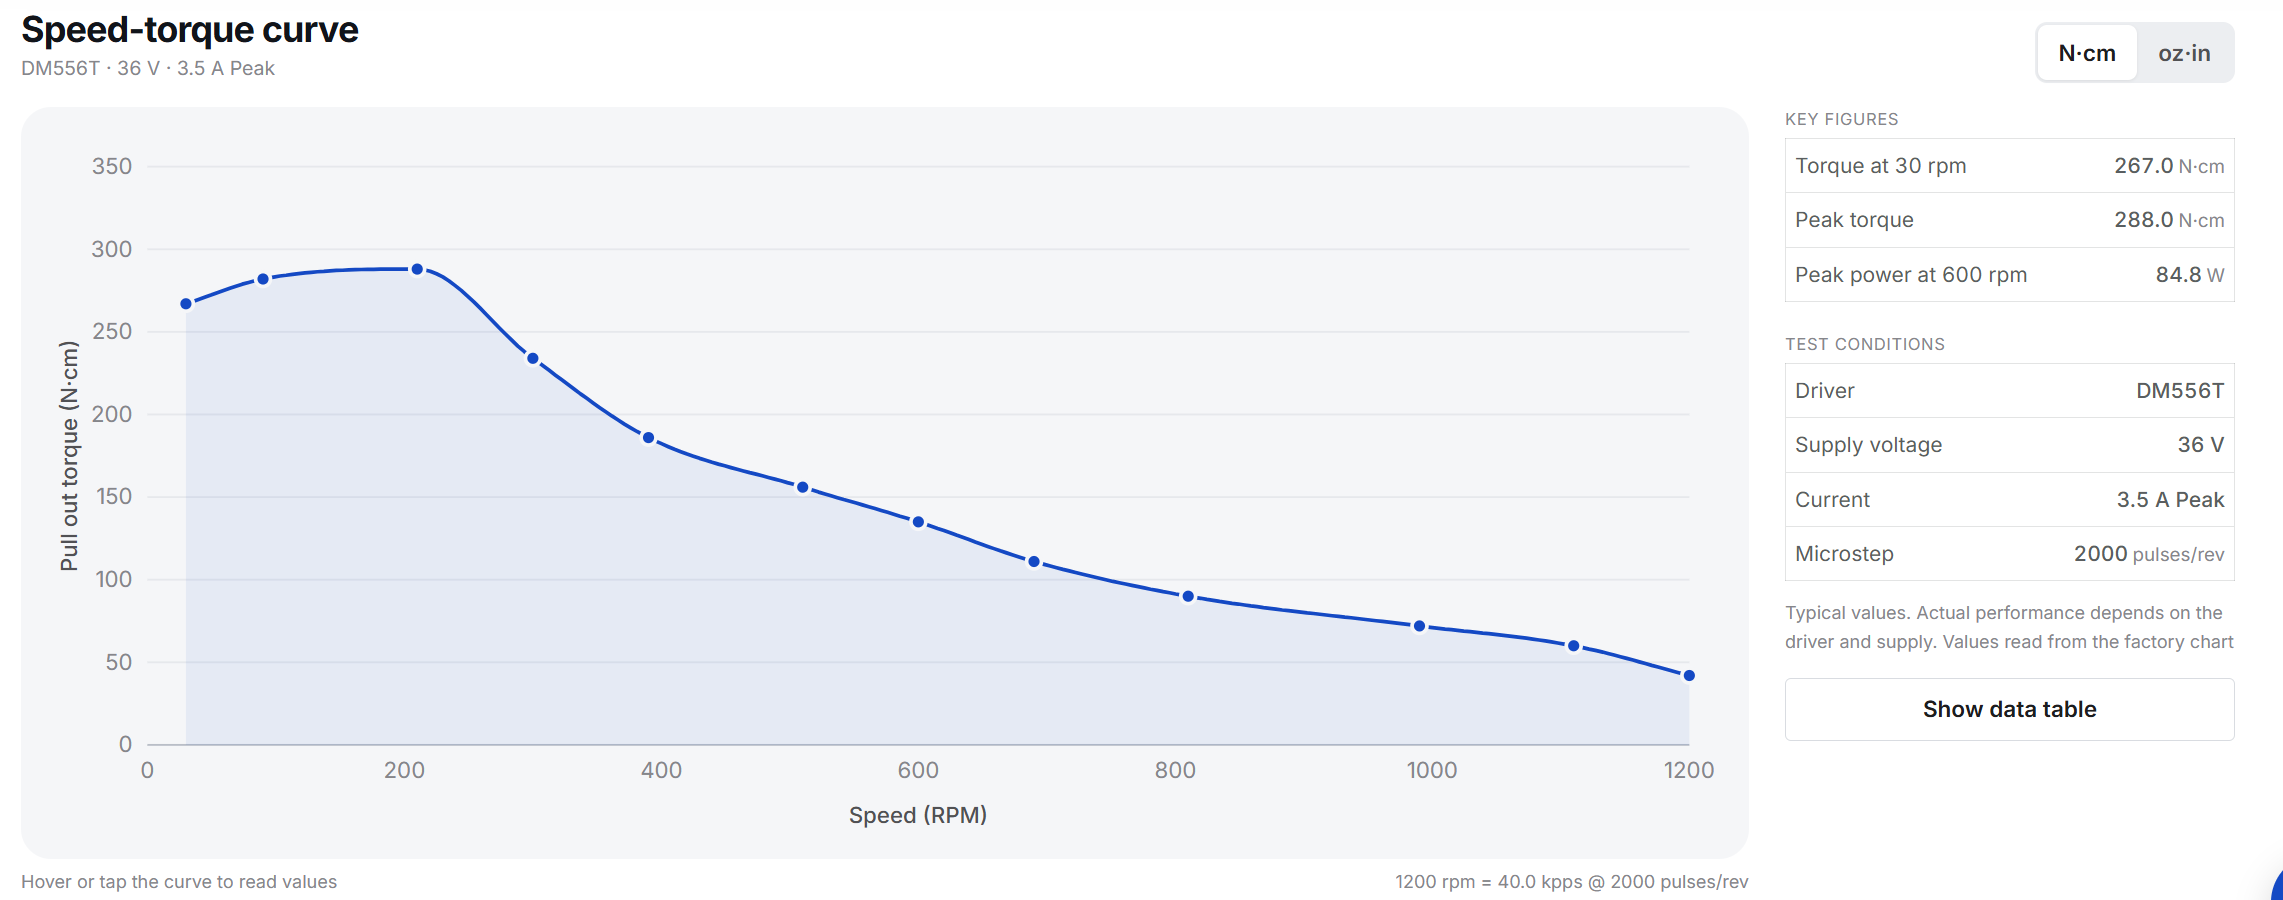 Speed-torque curve
DM556T · 36 V · 3.5 A Peak
N·cm
oz·in
350
300
250
200
150
100
50
0
Pull out torque (N·cm)
0
200
400
600
800
1000
1200
Speed (RPM)
Hover or tap the curve to read values
1200 rpm = 40.0 kpps @ 2000 pulses/rev
KEY FIGURES
Torque at 30 rpm 267.0 N·cm
Peak torque 288.0 N·cm
Peak power at 600 rpm 84.8 W
TEST CONDITIONS
Driver DM556T
Supply voltage 36 V
Current 3.5 A Peak
Microstep 2000 pulses/rev
Typical values. Actual performance depends on the
driver and supply. Values read from the factory chart
Show data table